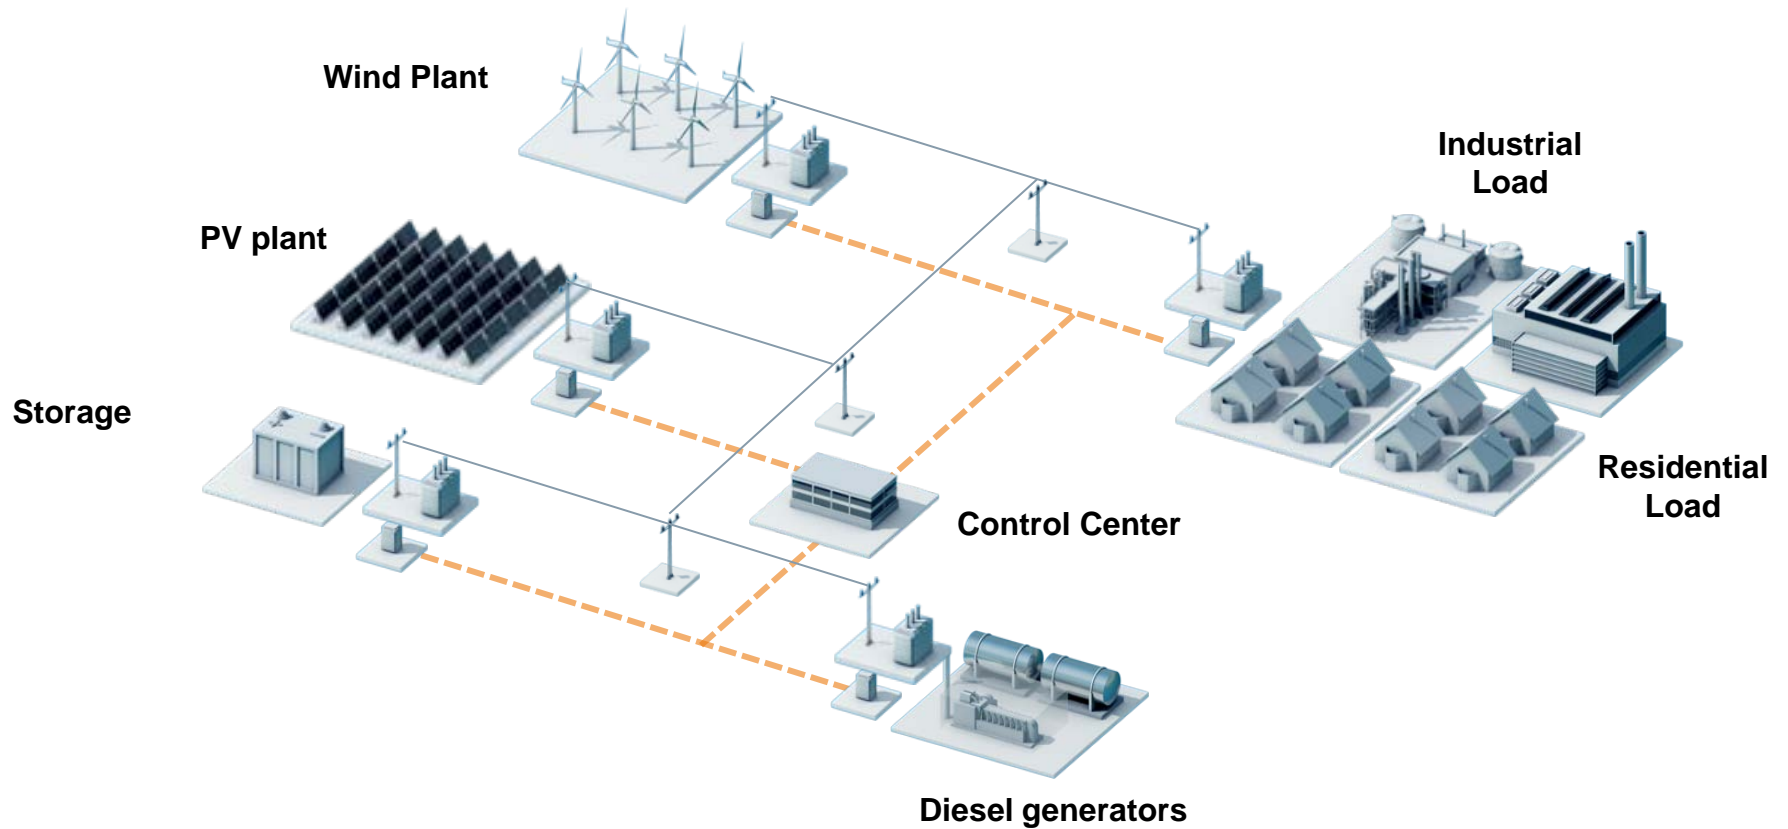 Wind Plant
Industrial
Load
PV plant
Storage
Residential
Load
Control Center
Diesel generators